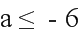 a ≤ - 6